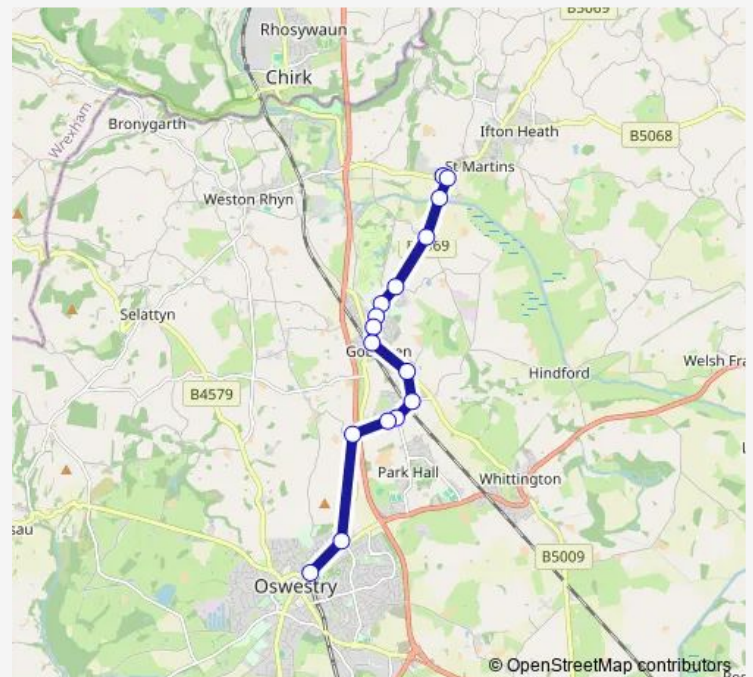 B5069
Rhosywaun
Chirk
Wrexham
Bronygarth
Ifton Heath
B5068
St Martins
Weston Rhyn
Selattyn
Hindford
Welsh Fra
B4579
Park Hall
Whittington
sau
B5009
Oswestry
© OpenStreetMap contributors